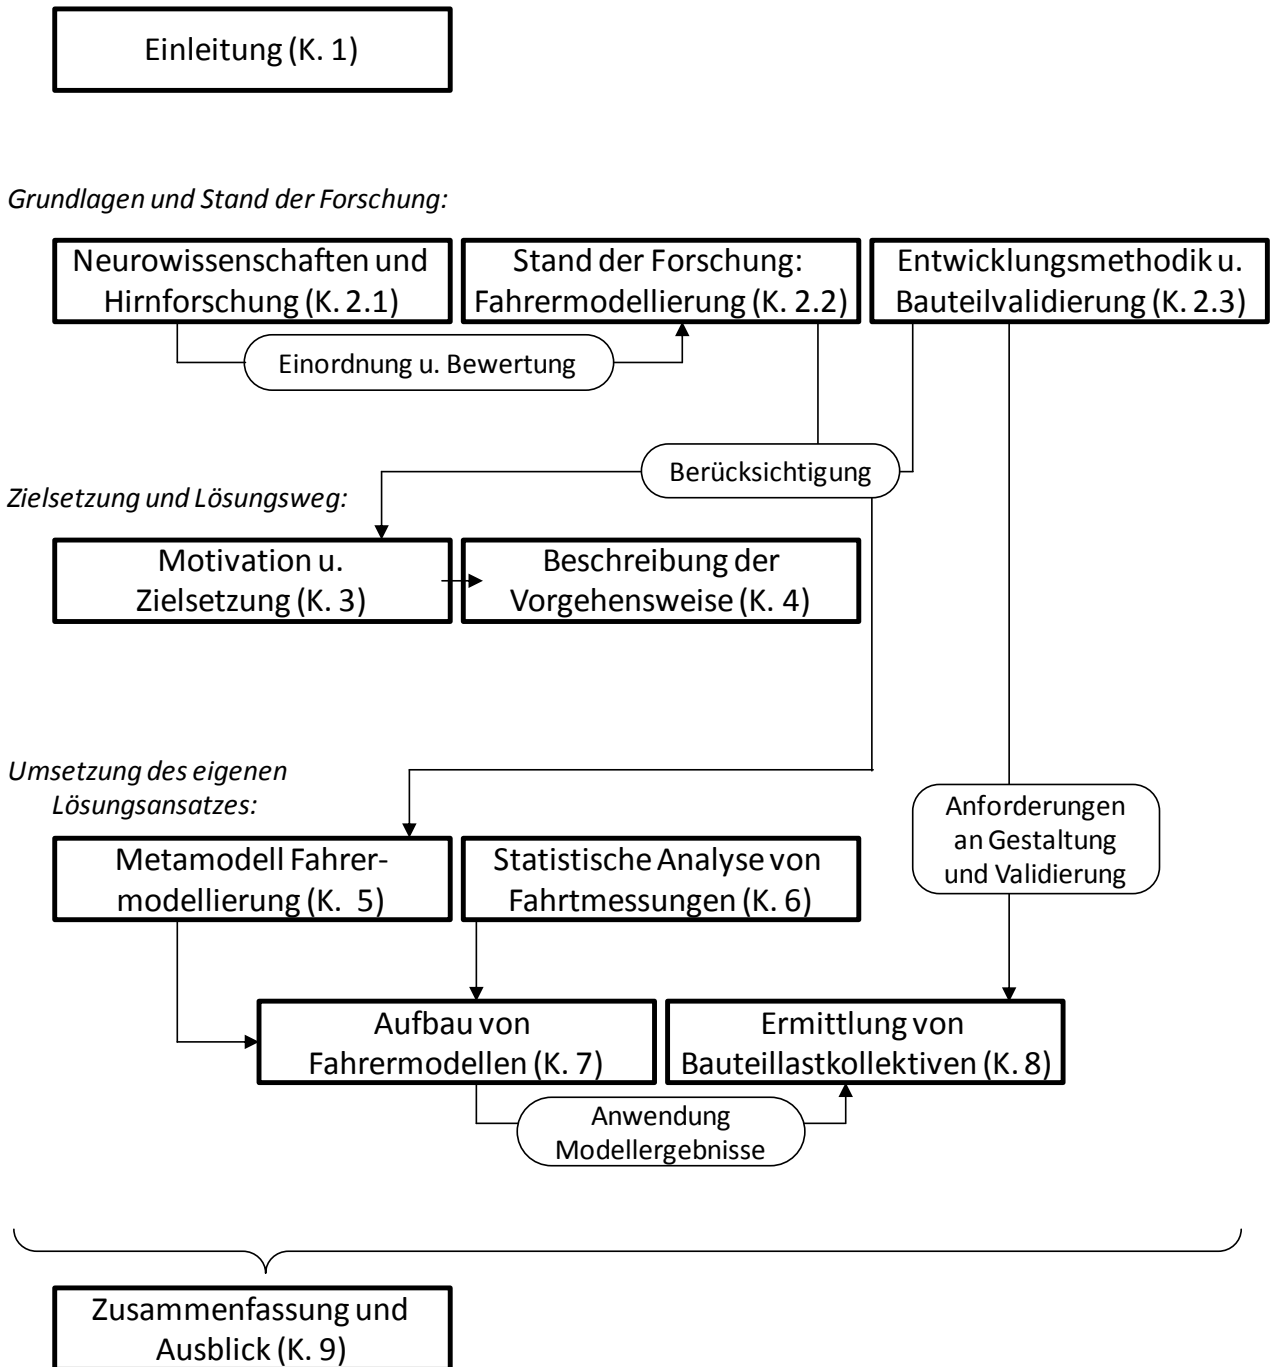 Einleitung (K. 1)
Grundlagen und Stand der Forschung:
Neurowissenschaften und
Hirnforschung (K. 2.1)
Stand der Forschung:
Fahrermodellierung (K. 2.2)
Entwicklungsmethodik u.
Bauteilvalidierung (K. 2.3)
Einordnung u. Bewertung
Berücksichtigung
Zielsetzung und Lösungsweg:
Motivation u.
Zielsetzung (K. 3)
Beschreibung der
Vorgehensweise (K. 4)
Umsetzung des eigenen
Lösungsansatzes:
Anforderungen
an Gestaltung
und Validierung
Metamodell Fahrer-
modellierung (K. 5)
Statistische Analyse von
Fahrtmessungen (K. 6)
Aufbau von
Fahrermodellen (K. 7)
Ermittlung von
Bauteillastkollektiven (K. 8)
Anwendung
Modellergebnisse
Zusammenfassung und
Ausblick (K. 9)